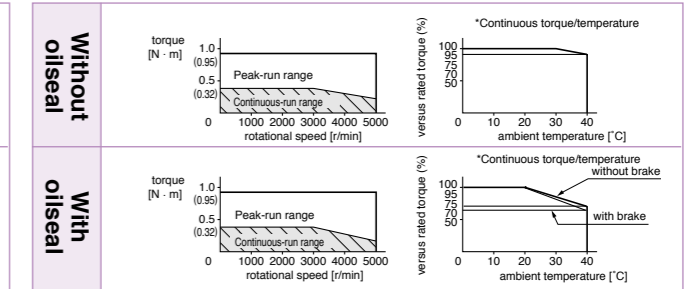 Without
oilseal
torque
[N · m]
1.0
(0.95)
0.5
(0.32)
Peak-run range
Continuous-run range
0 1000 2000 3000 4000 5000
rotational speed [r/min]
*Continuous torque/temperature
versus rated torque (%)
100
95
75
70
50
0 10 20 30 40
ambient temperature [˚C]
With
oilseal
torque
[N · m]
1.0
(0.95)
0.5
(0.32)
Peak-run range
Continuous-run range
0 1000 2000 3000 4000 5000
rotational speed [r/min]
*Continuous torque/temperature
without brake
versus rated torque (%)
100
95
75
70
50
with brake
0 10 20 30 40
ambient temperature [˚C]